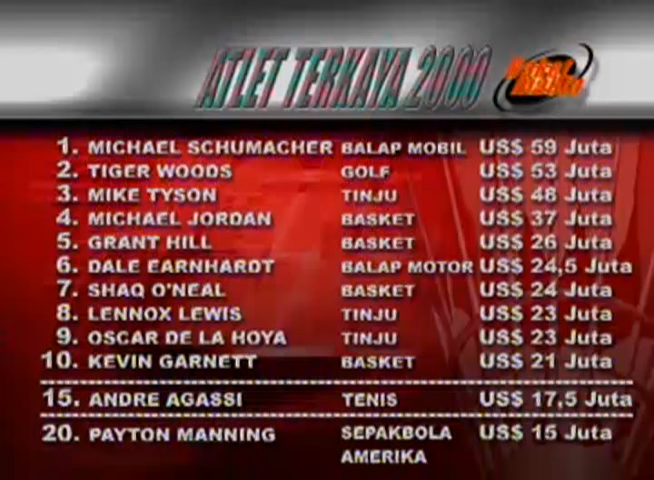 ATLET TERKAYA 2000
1. MICHAEL SCHUMACHER BALAP MOBIL US$ 59 Juta
2. TIGER WOODS GOLF US$ 53 Juta
3. MIKE TYSON TINJU US$ 48 Juta
4. MICHAEL JORDAN BASKET US$ 37 Juta
5. GRANT HILL BASKET US$ 26 Juta
6. DALE EARNHARDT BALAP MOTOR US$ 24,5 Juta
7. SHAQ O'NEAL BASKET US$ 24 Juta
8. LENNOX LEWIS TINJU US$ 23 Juta
9. OSCAR DE LA HOYA TINJU US$ 23 Juta
10. KEVIN GARNETT BASKET US$ 21 Juta
15. ANDRE AGASSI TENIS US$ 17,5 Juta
20. PAYTON MANNING SEPAKBOLA US$ 15 Juta
AMERIKA